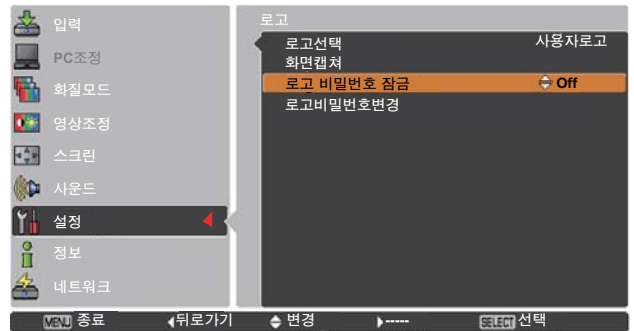 입력
PC조정
화질모드
영상조정
스크린
사운드
설정
정보
네트워크
로고
로고선택 사용자로고
화면캡쳐
로고 비밀번호 잠금 Off
로고비밀번호변경
MENU 종료 뒤로가기 변경 ----- SELECT 선택